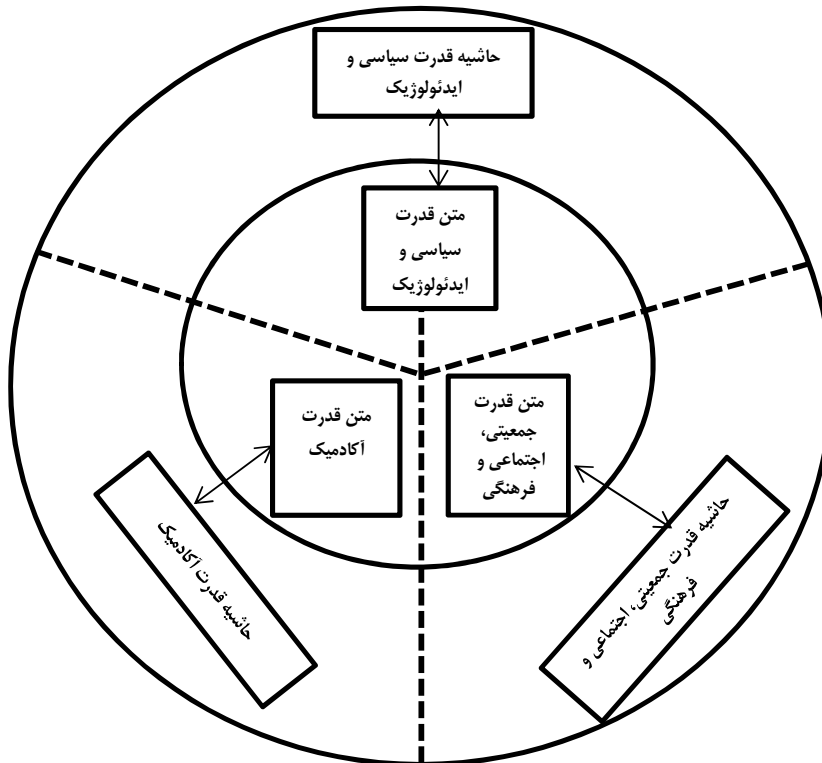 حاشیه قدرت سیاسی و
ایدئولوژیک
متن قدرت
سیاسی و
ایدئولوژیک
متن قدرت
جمعیتی،
اجتماعی و
فرهنگی
متن قدرت
آکادمیک
حاشیه قدرت جمعیتی، اجتماعی و
فرهنگی
حاشیه قدرت آکادمیک